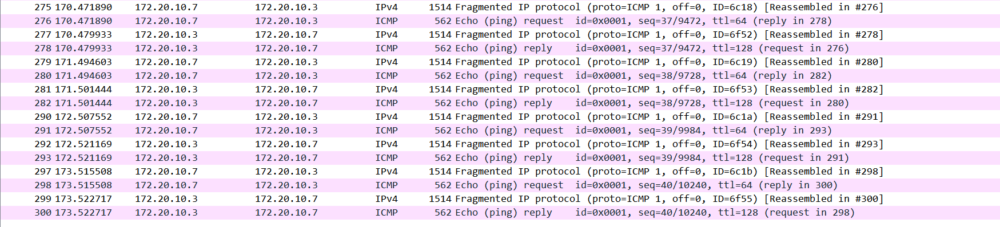 275 170.471890 172.20.10.7 172.20.10.3 IPv4 1514 Fragmented IP protocol (proto=ICMP 1, off=0, ID=6c18) [Reassembled in #276]
276 170.471890 172.20.10.7 172.20.10.3 ICMP 562 Echo (ping) request id=0x0001, seq=37/9472, ttl=64 (reply in 278)
277 170.479933 172.20.10.3 172.20.10.7 IPv4 1514 Fragmented IP protocol (proto=ICMP 1, off=0, ID=6f52) [Reassembled in #278]
278 170.479933 172.20.10.3 172.20.10.7 ICMP 562 Echo (ping) reply id=0x0001, seq=37/9472, ttl=128 (request in 276)
279 171.494603 172.20.10.7 172.20.10.3 IPv4 1514 Fragmented IP protocol (proto=ICMP 1, off=0, ID=6c19) [Reassembled in #280]
280 171.494603 172.20.10.7 172.20.10.3 ICMP 562 Echo (ping) request id=0x0001, seq=38/9728, ttl=64 (reply in 282)
281 171.501444 172.20.10.3 172.20.10.7 IPv4 1514 Fragmented IP protocol (proto=ICMP 1, off=0, ID=6f53) [Reassembled in #282]
282 171.501444 172.20.10.3 172.20.10.7 ICMP 562 Echo (ping) reply id=0x0001, seq=38/9728, ttl=128 (request in 280)
290 172.507552 172.20.10.7 172.20.10.3 IPv4 1514 Fragmented IP protocol (proto=ICMP 1, off=0, ID=6c1a) [Reassembled in #291]
291 172.507552 172.20.10.7 172.20.10.3 ICMP 562 Echo (ping) request id=0x0001, seq=39/9984, ttl=64 (reply in 293)
292 172.521169 172.20.10.3 172.20.10.7 IPv4 1514 Fragmented IP protocol (proto=ICMP 1, off=0, ID=6f54) [Reassembled in #293]
293 172.521169 172.20.10.3 172.20.10.7 ICMP 562 Echo (ping) reply id=0x0001, seq=39/9984, ttl=128 (request in 291)
297 173.515508 172.20.10.7 172.20.10.3 IPv4 1514 Fragmented IP protocol (proto=ICMP 1, off=0, ID=6c1b) [Reassembled in #298]
298 173.515508 172.20.10.7 172.20.10.3 ICMP 562 Echo (ping) request id=0x0001, seq=40/10240, ttl=64 (reply in 300)
299 173.522717 172.20.10.3 172.20.10.7 IPv4 1514 Fragmented IP protocol (proto=ICMP 1, off=0, ID=6f55) [Reassembled in #300]
300 173.522717 172.20.10.3 172.20.10.7 ICMP 562 Echo (ping) reply id=0x0001, seq=40/10240, ttl=128 (request in 298)